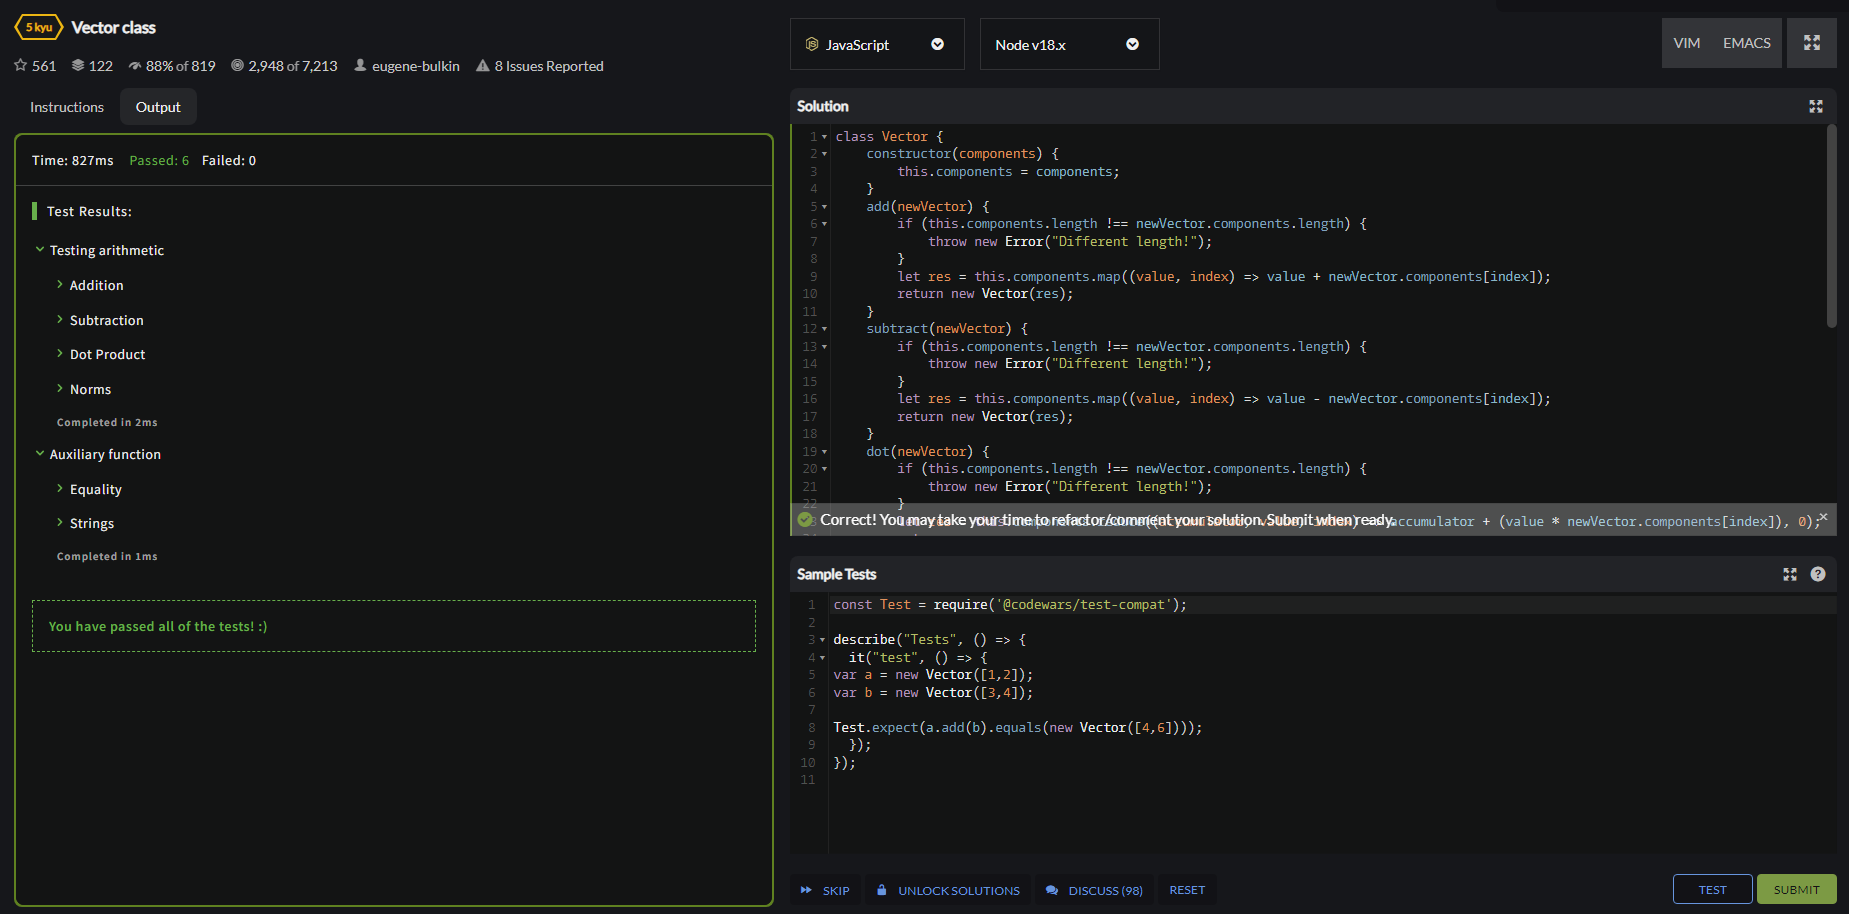 5 kyu Vector class
561 122 88% of 819 2,948 of 7,213 eugene-bulkin 8 Issues Reported
Instructions Output
Time: 827ms Passed: 6 Failed: 0
Test Results:
Testing arithmetic
Addition
Subtraction
Dot Product
Norms
Completed in 2ms
Auxiliary function
Equality
Strings
Completed in 1ms
You have passed all of the tests! :)
JS JavaScript Node v18.x VIM EMACS
Solution
1 class Vector {
2 constructor(components) {
3 this.components = components;
4 }
5 add(newVector) {
6 if (this.components.length !== newVector.components.length) {
7 throw new Error("Different length!");
8 }
9 let res = this.components.map((value, index) => value + newVector.components[index]);
10 return new Vector(res);
11 }
12 subtract(newVector) {
13 if (this.components.length !== newVector.components.length) {
14 throw new Error("Different length!");
15 }
16 let res = this.components.map((value, index) => value - newVector.components[index]);
17 return new Vector(res);
18 }
19 dot(newVector) {
20 if (this.components.length !== newVector.components.length) {
21 throw new Error("Different length!");
22 }
Correct! You may take your time to refactor/comment your solution. Submit when ready.
accumulator + (value * newVector.components[index]), 0);
Sample Tests
1 const Test = require('@codewars/test-compat');
2
3 describe("Tests", () => {
4 it("test", () => {
5 var a = new Vector([1,2]);
6 var b = new Vector([3,4]);
7
8 Test.expect(a.add(b).equals(new Vector([4,6])));
9 });
10 });
11
SKIP UNLOCK SOLUTIONS DISCUSS (98) RESET TEST SUBMIT